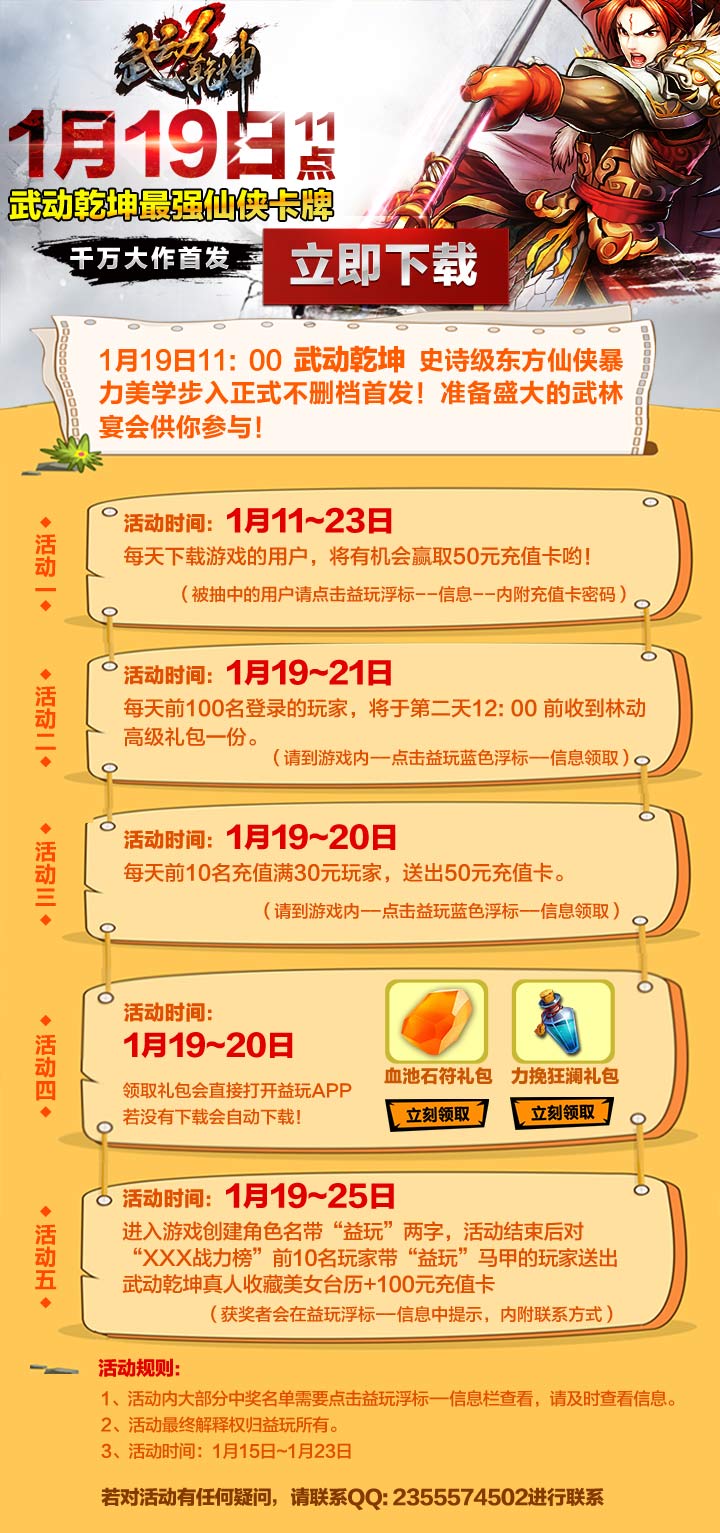 武动乾坤
1月19日11点
武动乾坤最强仙侠卡牌
千万大作首发
立即下载
1月19日11：00 武动乾坤 史诗级东方仙侠暴
力美学步入正式不删档首发！准备盛大的武林
宴会供你参与！
活动一
活动时间：1月11~23日
每天下载游戏的用户，将有机会赢取50元充值卡哟！
（被抽中的用户请点击益玩浮标--信息--内附充值卡密码）
活动二
活动时间：1月19~21日
每天前100名登录的玩家，将于第二天12：00 前收到林动
高级礼包一份。
（请到游戏内—点击益玩蓝色浮标—信息领取）
活动三
活动时间：1月19~20日
每天前10名充值满30元玩家，送出50元充值卡。
（请到游戏内—点击益玩蓝色浮标—信息领取）
活动四
活动时间：
1月19~20日
领取礼包会直接打开益玩APP
若没有下载会自动下载！
血池石符礼包 力挽狂澜礼包
立刻领取 立刻领取
活动五
活动时间：1月19~25日
进入游戏创建角色名带“益玩”两字，活动结束后对
“XXX战力榜”前10名玩家带“益玩”马甲的玩家送出
武动乾坤真人收藏美女台历+100元充值卡
（获奖者会在益玩浮标—信息中提示，内附联系方式）
活动规则：
1、活动内大部分中奖名单需要点击益玩浮标—信息栏查看，请及时查看信息。
2、活动最终解释权归益玩所有。
3、活动时间：1月15日~1月23日
若对活动有任何疑问，请联系QQ: 2355574502进行联系